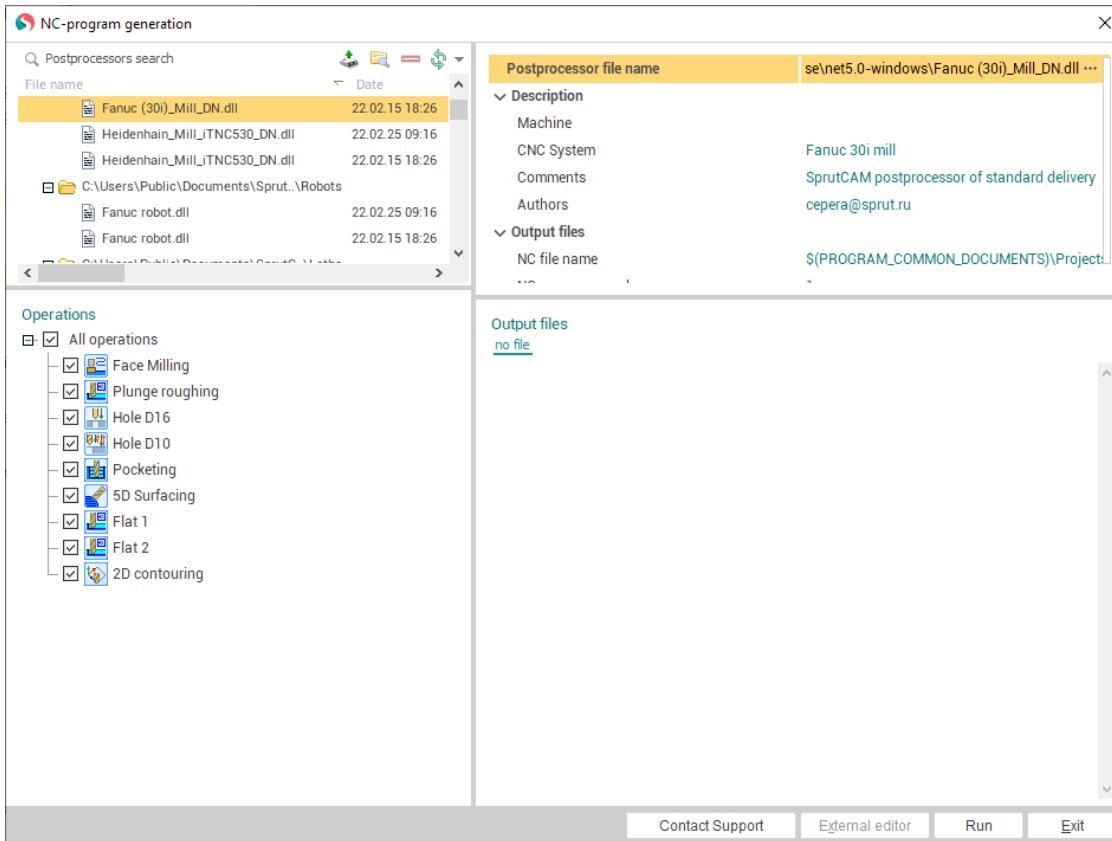 NC-program generation
Postprocessors search
File name Date
Fanuc (30i)_Mill_DN.dll 22.02.15 18:26
Heidenhain_Mill_iTNC530_DN.dll 22.02.25 09:16
Heidenhain_Mill_iTNC530_DN.dll 22.02.15 18:26
C:\Users\Public\Documents\Sprut..\Robots
Fanuc robot.dll 22.02.25 09:16
Fanuc robot.dll 22.02.15 18:26
Postprocessor file name se\net5.0-windows\Fanuc (30i)_Mill_DN.dll ···
Description
Machine
CNC System Fanuc 30i mill
Comments SprutCAM postprocessor of standard delivery
Authors cepera@sprut.ru
Output files
NC file name $(PROGRAM_COMMON_DOCUMENTS)\Projects
Operations
All operations
Face Milling
Plunge roughing
Hole D16
Hole D10
Pocketing
5D Surfacing
Flat 1
Flat 2
2D contouring
Output files
no file
Contact Support External editor Run Exit